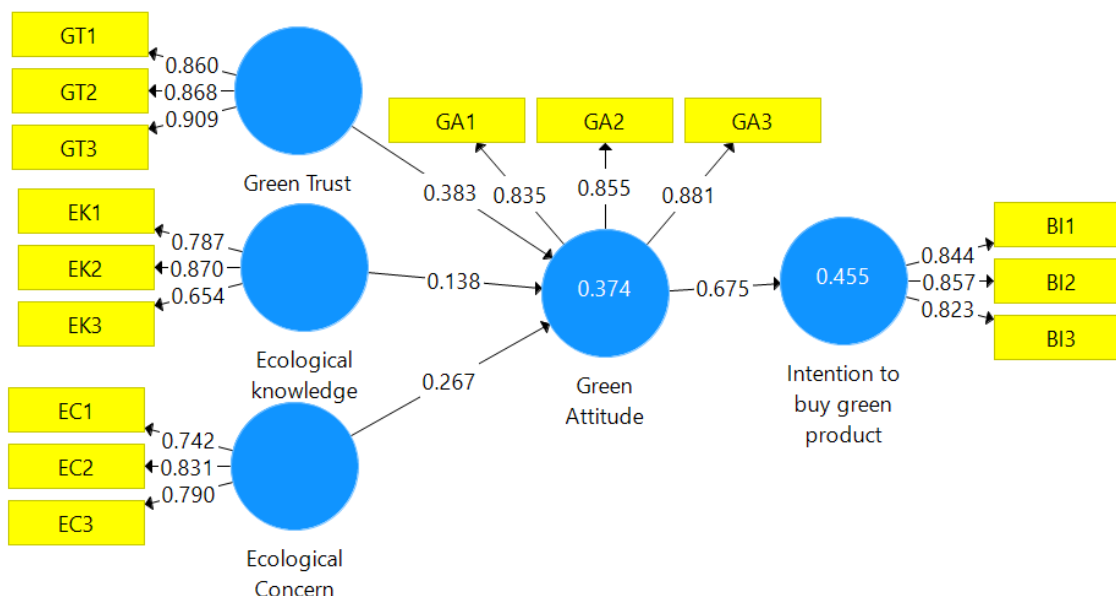 GT1
0.860
GT2
0.868
GT3
0.909
Green Trust
EK1
0.787
EK2
0.870
EK3
0.654
Ecological
knowledge
EC1
0.742
EC2
0.831
EC3
0.790
Ecological
Concern
0.383
0.138
0.267
GA1
GA2
GA3
0.835
0.855
0.881
0.374
Green
Attitude
0.675
0.455
Intention to
buy green
product
0.844
BI1
0.857
BI2
0.823
BI3